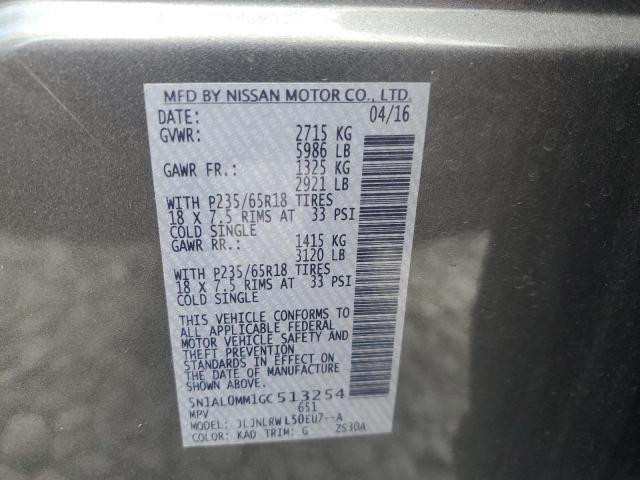 MFD BY NISSAN MOTOR CO., LTD.
DATE: 04/16
GVWR: 2715 KG
5986 LB
GAWR FR.: 1325 KG
2921 LB
WITH P235/65R18 TIRES
18 X 7.5 RIMS AT 33 PSI
COLD SINGLE
GAWR RR.: 1415 KG
3120 LB
WITH P235/65R18 TIRES
18 X 7.5 RIMS AT 33 PSI
COLD SINGLE
THIS VEHICLE CONFORMS TO
ALL APPLICABLE FEDERAL
MOTOR VEHICLE SAFETY AND
THEFT PREVENTION
STANDARDS IN EFFECT ON
THE DATE OF MANUFACTURE
SHOWN ABOVE.
5N1AL0MM1GC513254
MPV 651
MODEL: JLJNLRWL50EU7--A
COLOR: KAD TRIM: G ZS30A